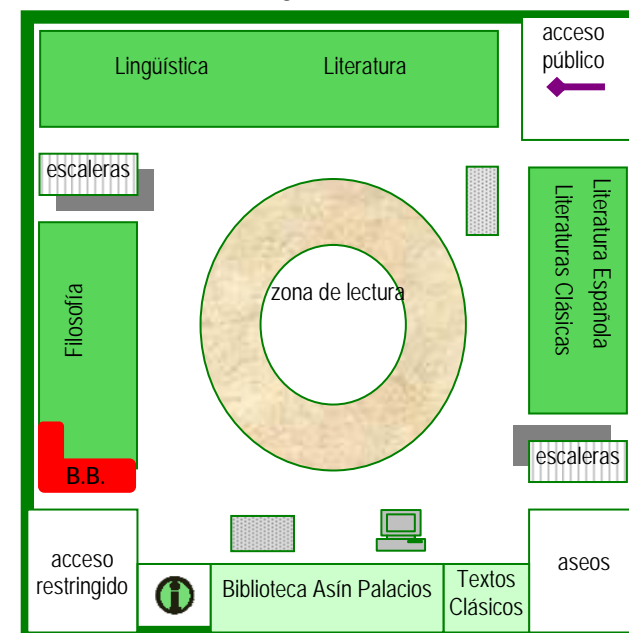 Lingüística Literatura
acceso
público
escaleras
Literatura Española
Literaturas Clásicas
Filosofía
zona de lectura
B.B.
escaleras
acceso
restringido
i
Biblioteca Asín Palacios
Textos
Clásicos
aseos